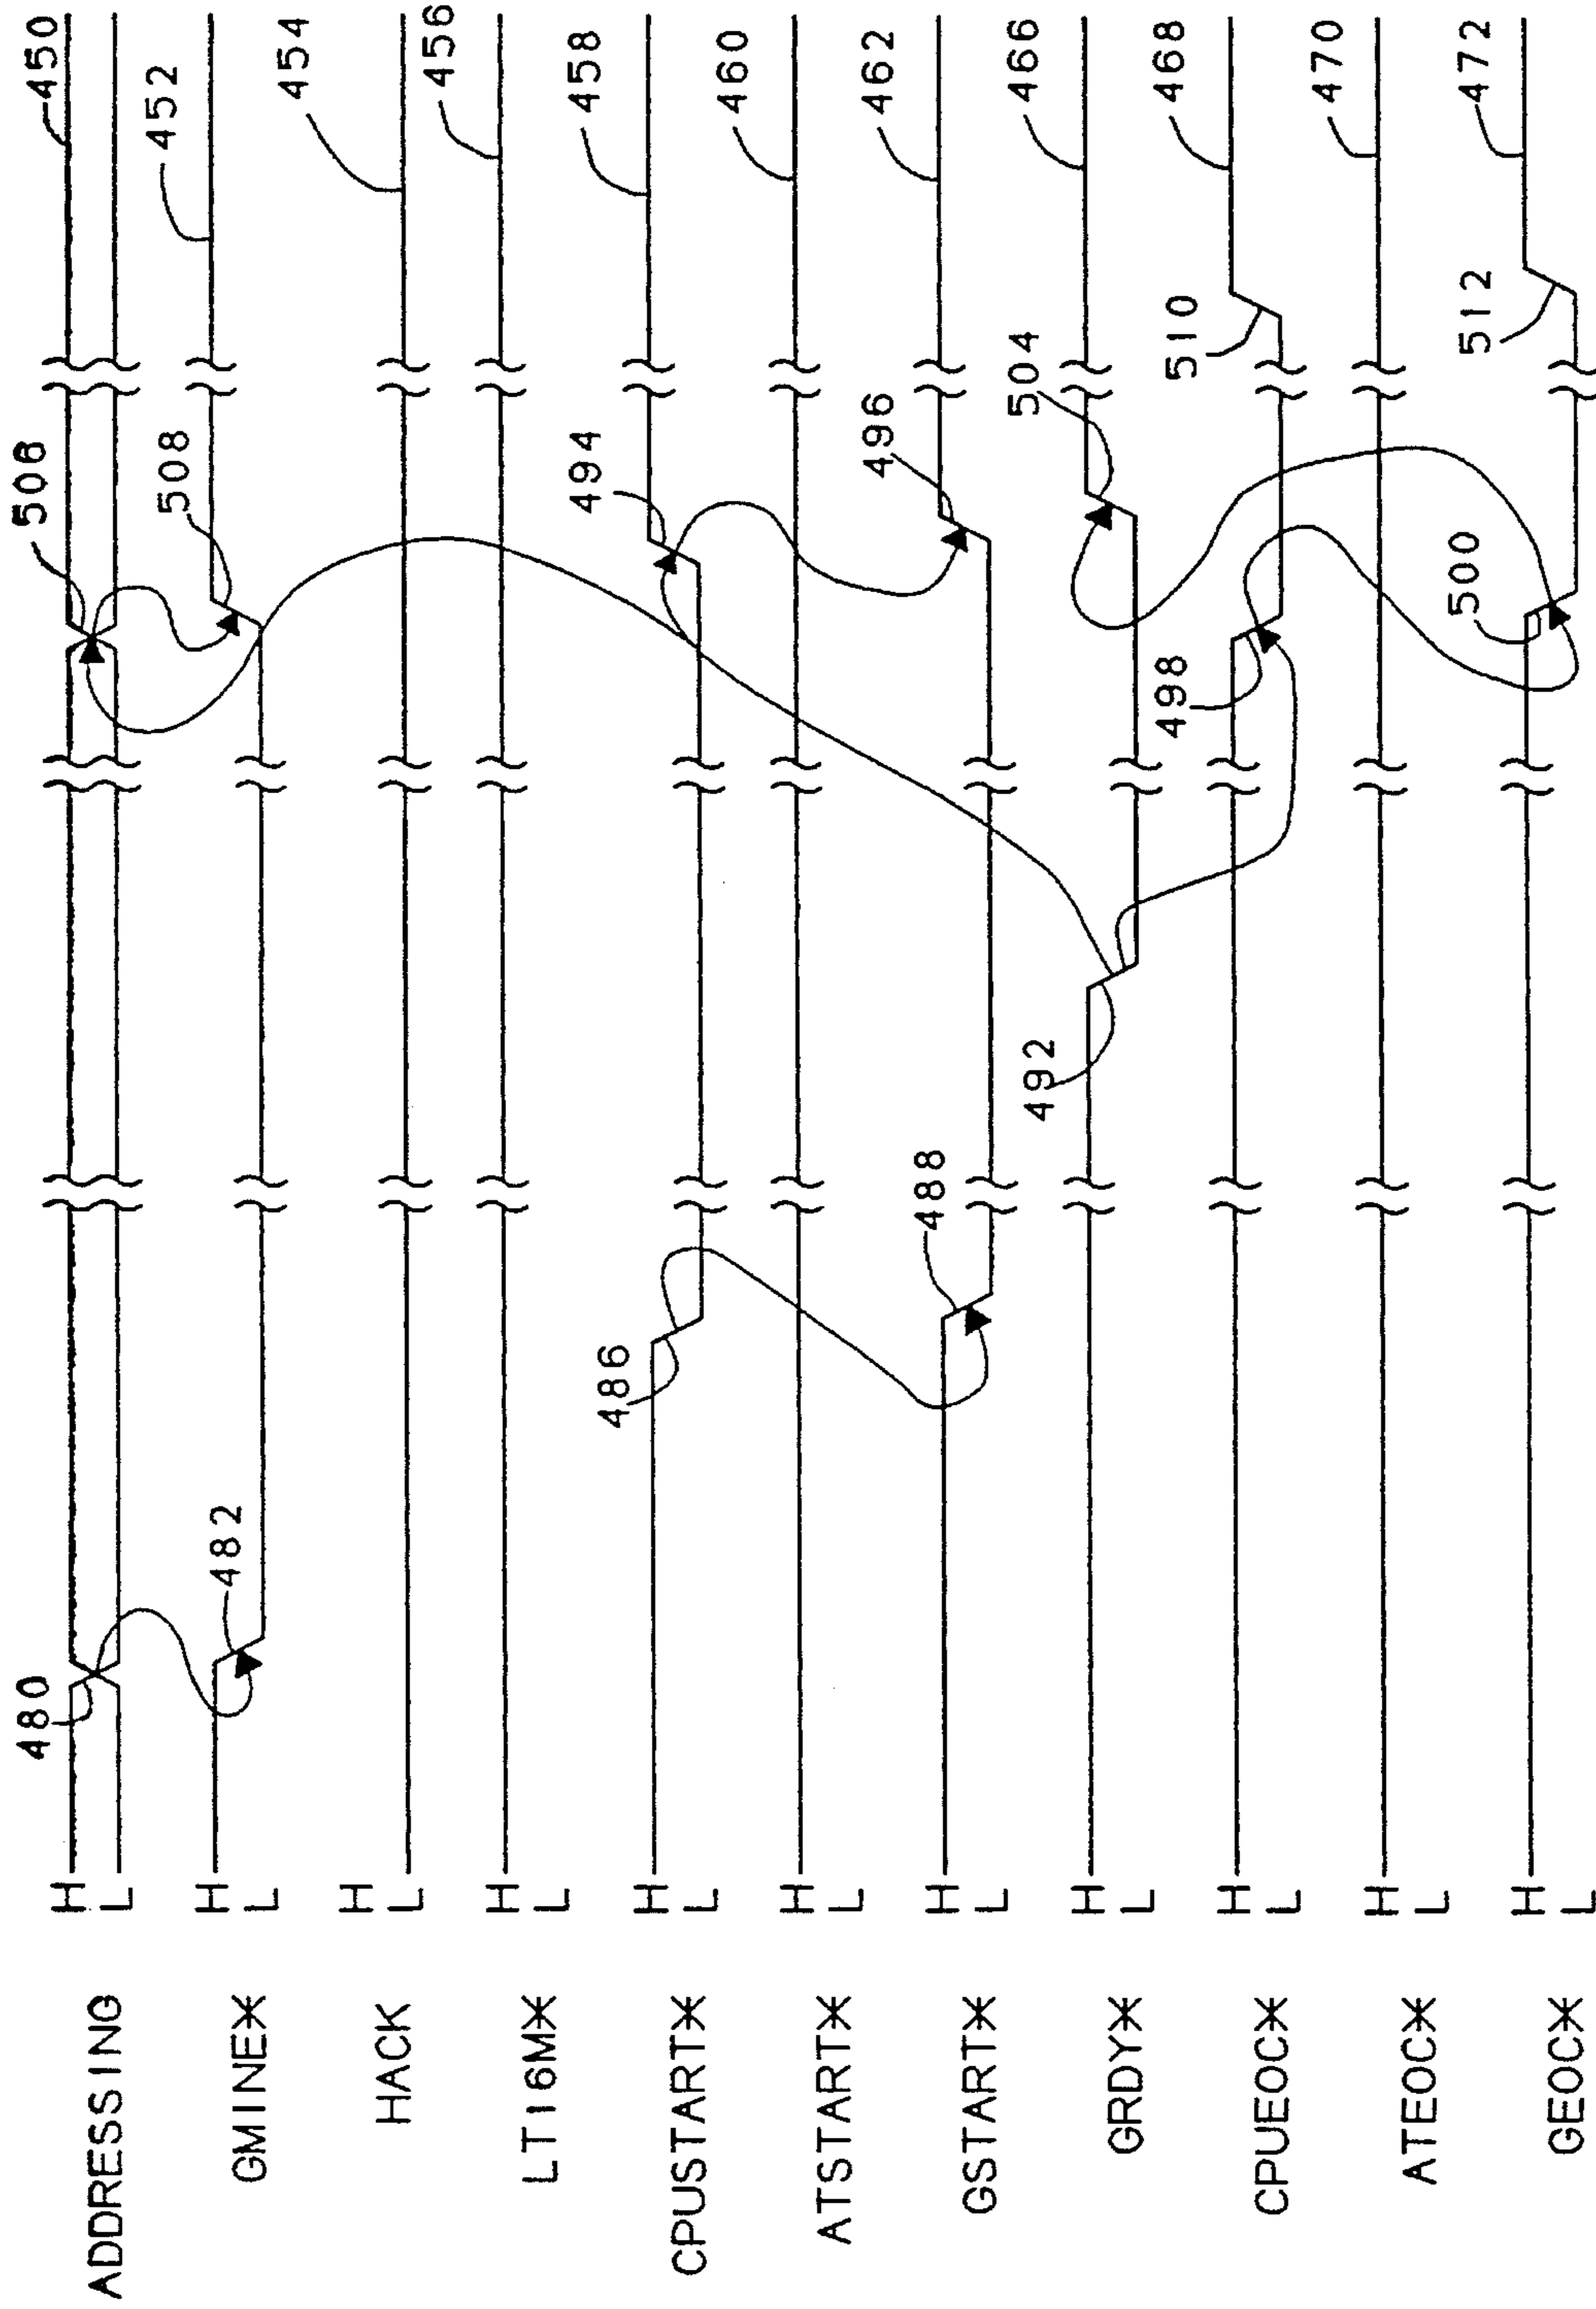 ADDRESSING
H
L
480
506
450
GMINE*
H
L
482
508
452
HACK
H
L
454
LT16M*
H
L
456
CPUSTART*
H
L
486
494
458
ATSTART*
H
L
460
GSTART*
H
L
488
496
462
GRDY*
H
L
492
504
466
CPUEOC*
H
L
498
510
468
ATEOC*
H
L
470
GEOC*
H
L
500
512
472